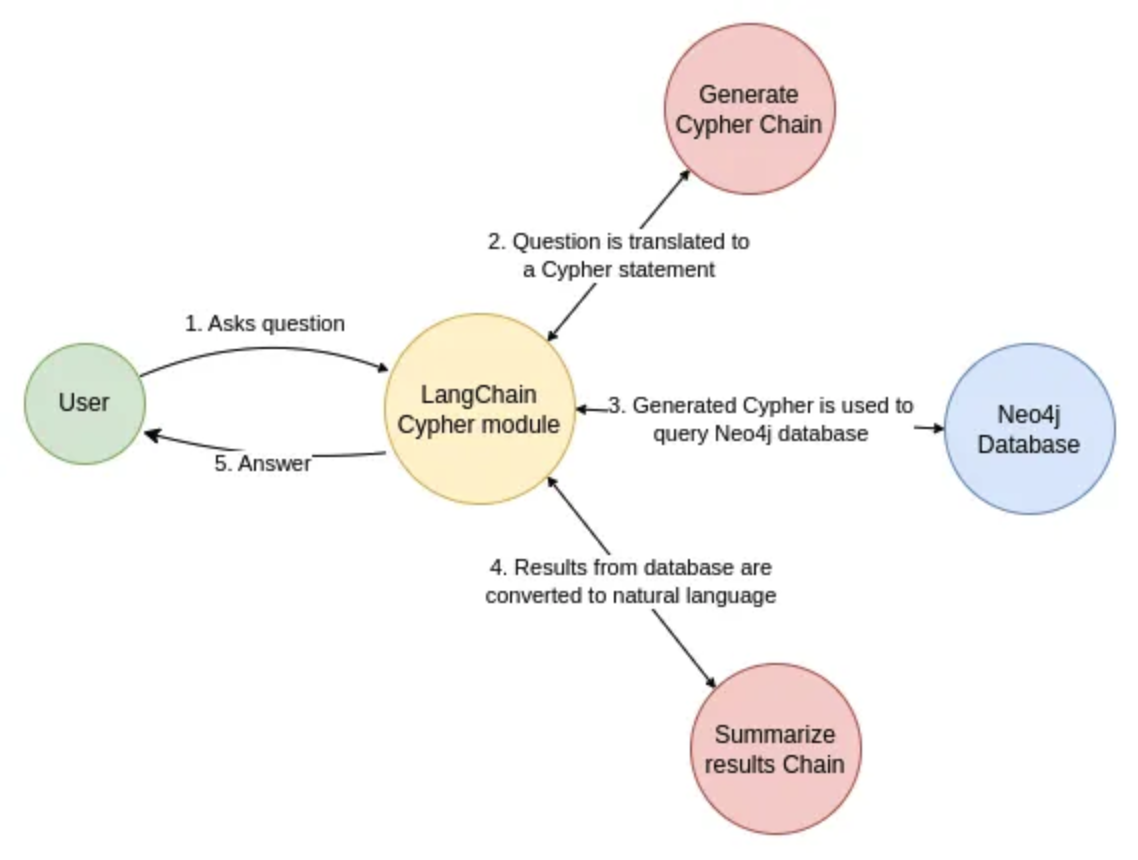 Generate
Cypher Chain
2. Question is translated to
a Cypher statement
1. Asks question
User
LangChain
Cypher module
3. Generated Cypher is used to
query Neo4j database
Neo4j
Database
5. Answer
4. Results from database are
converted to natural language
Summarize
results Chain